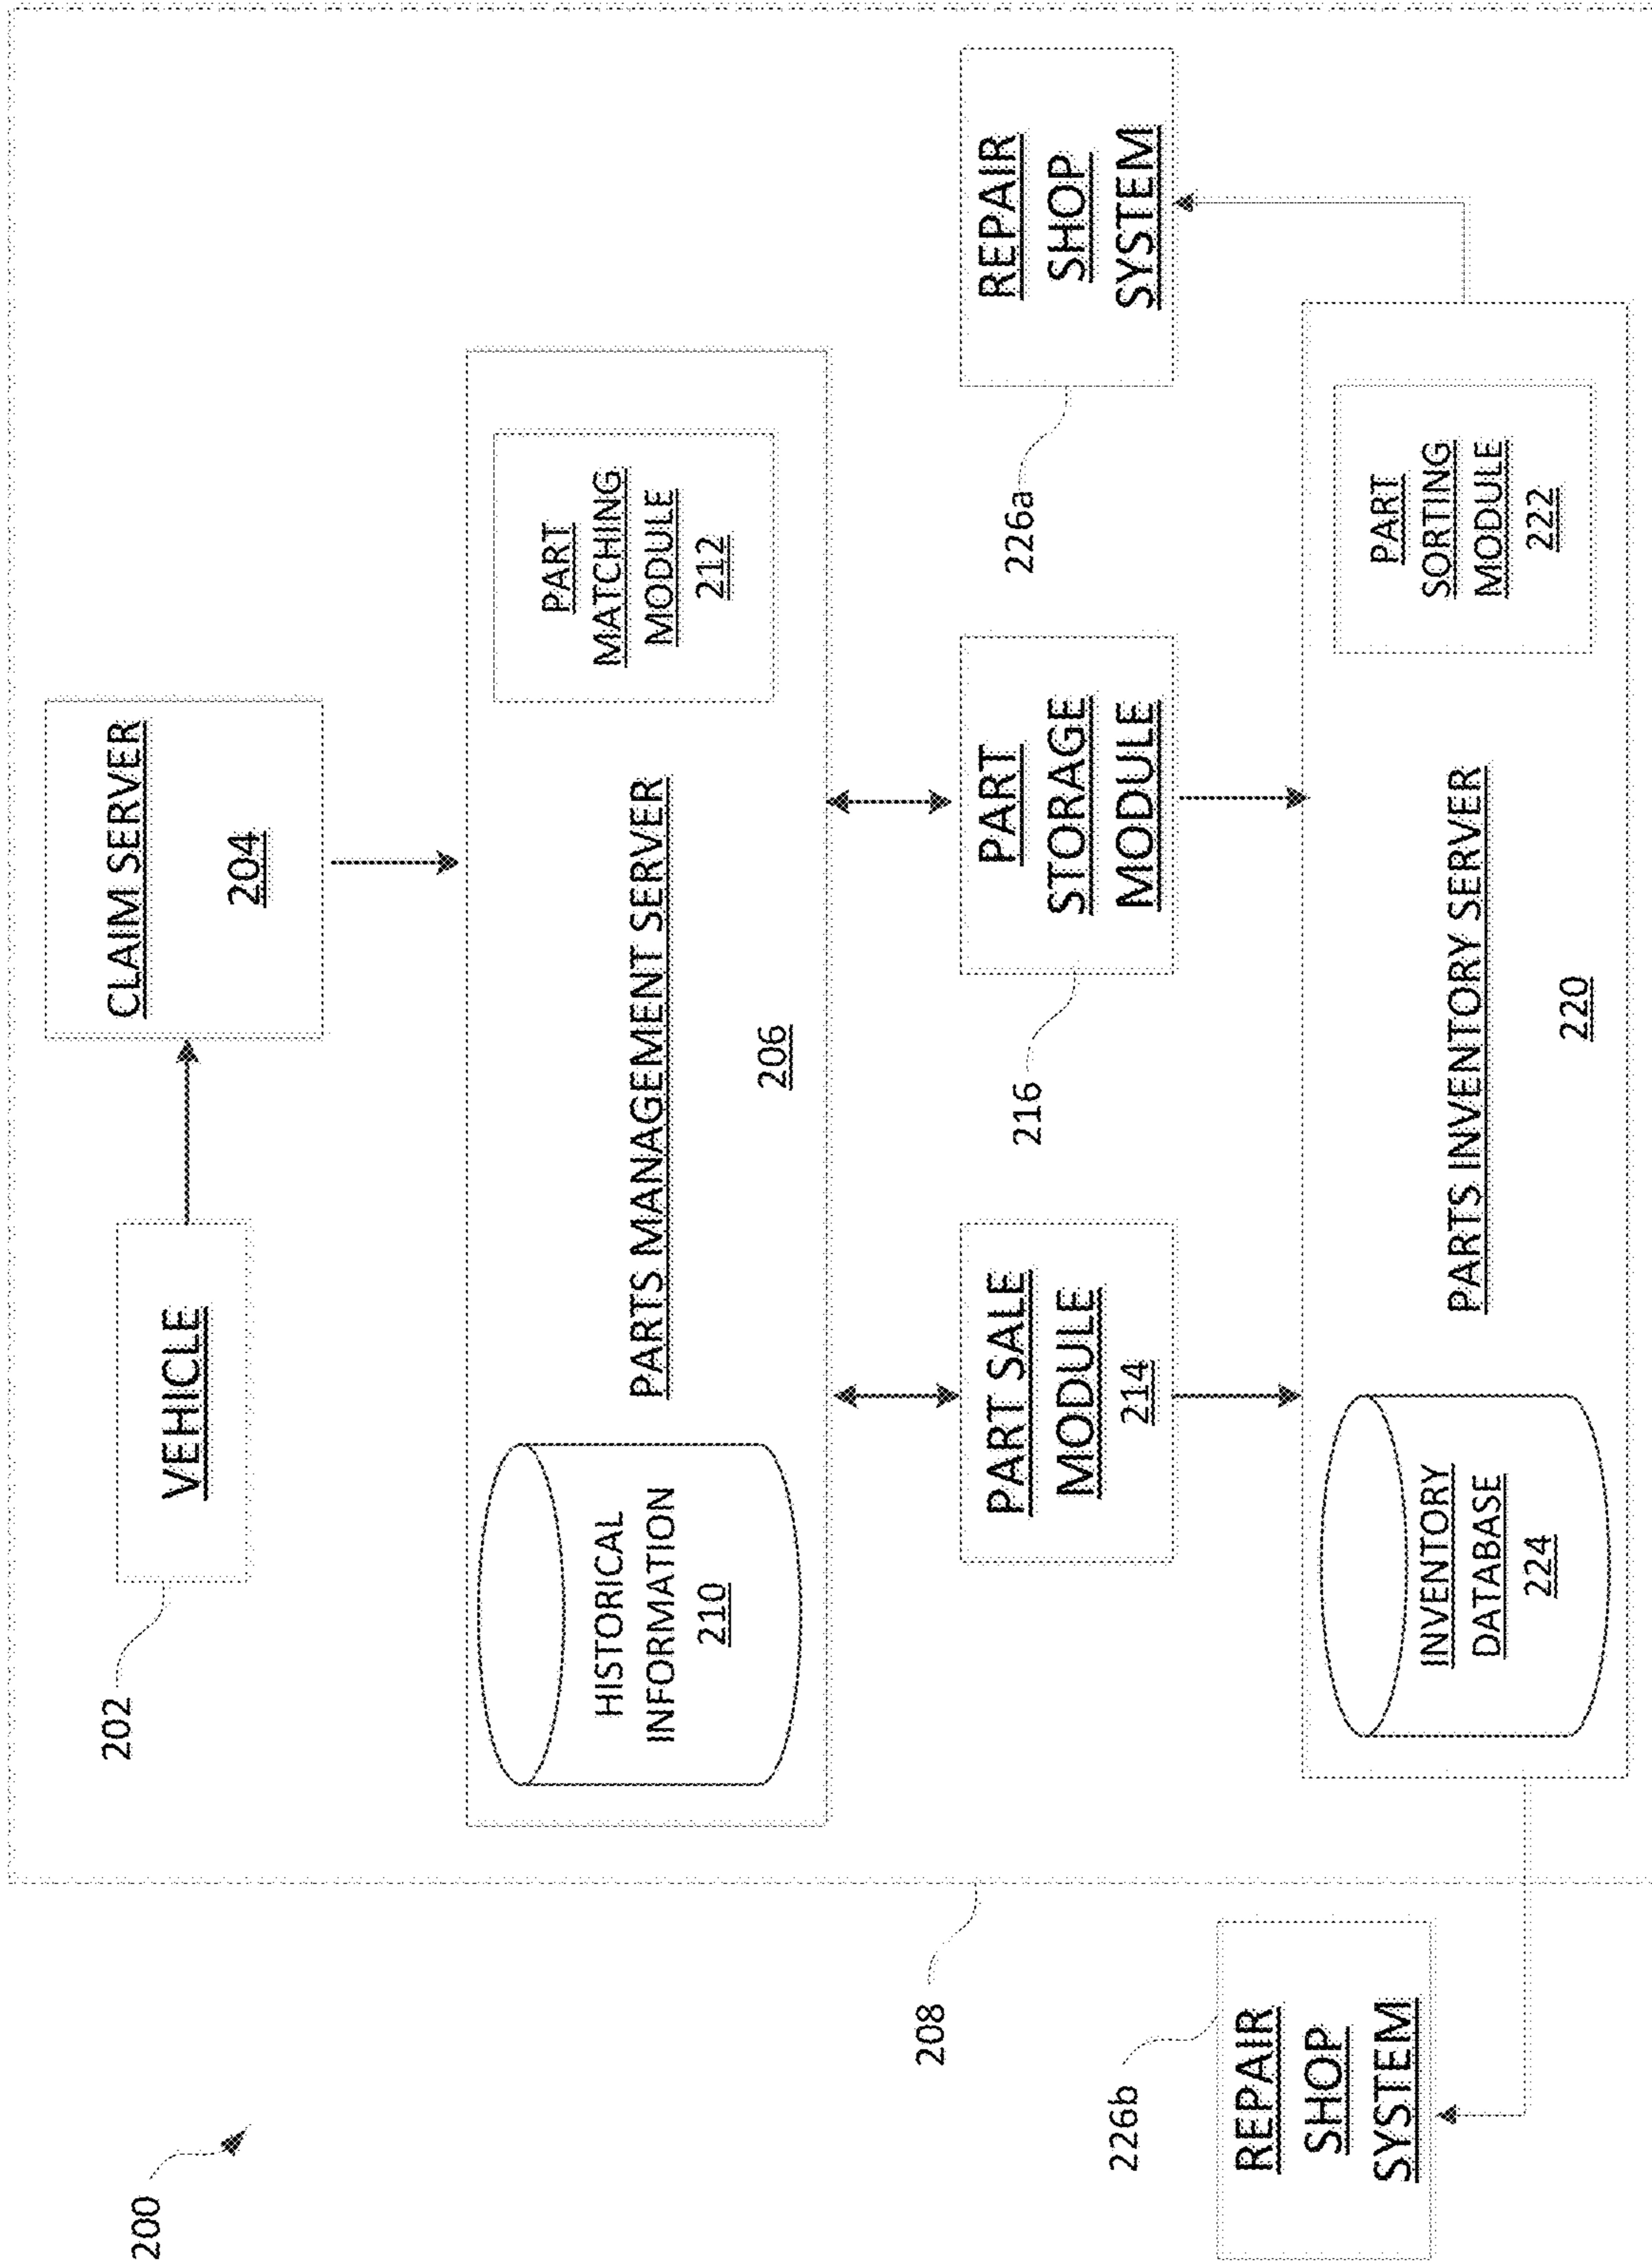 200
202
VEHICLE
CLAIM SERVER
204
HISTORICAL
INFORMATION
210
PARTS MANAGEMENT SERVER
206
PART
MATCHING
MODULE
212
208
PART SALE
MODULE
214
216
PART
STORAGE
MODULE
226a
REPAIR
SHOP
SYSTEM
226b
REPAIR
SHOP
SYSTEM
INVENTORY
DATABASE
224
PARTS INVENTORY SERVER
220
PART
SORTING
MODULE
222